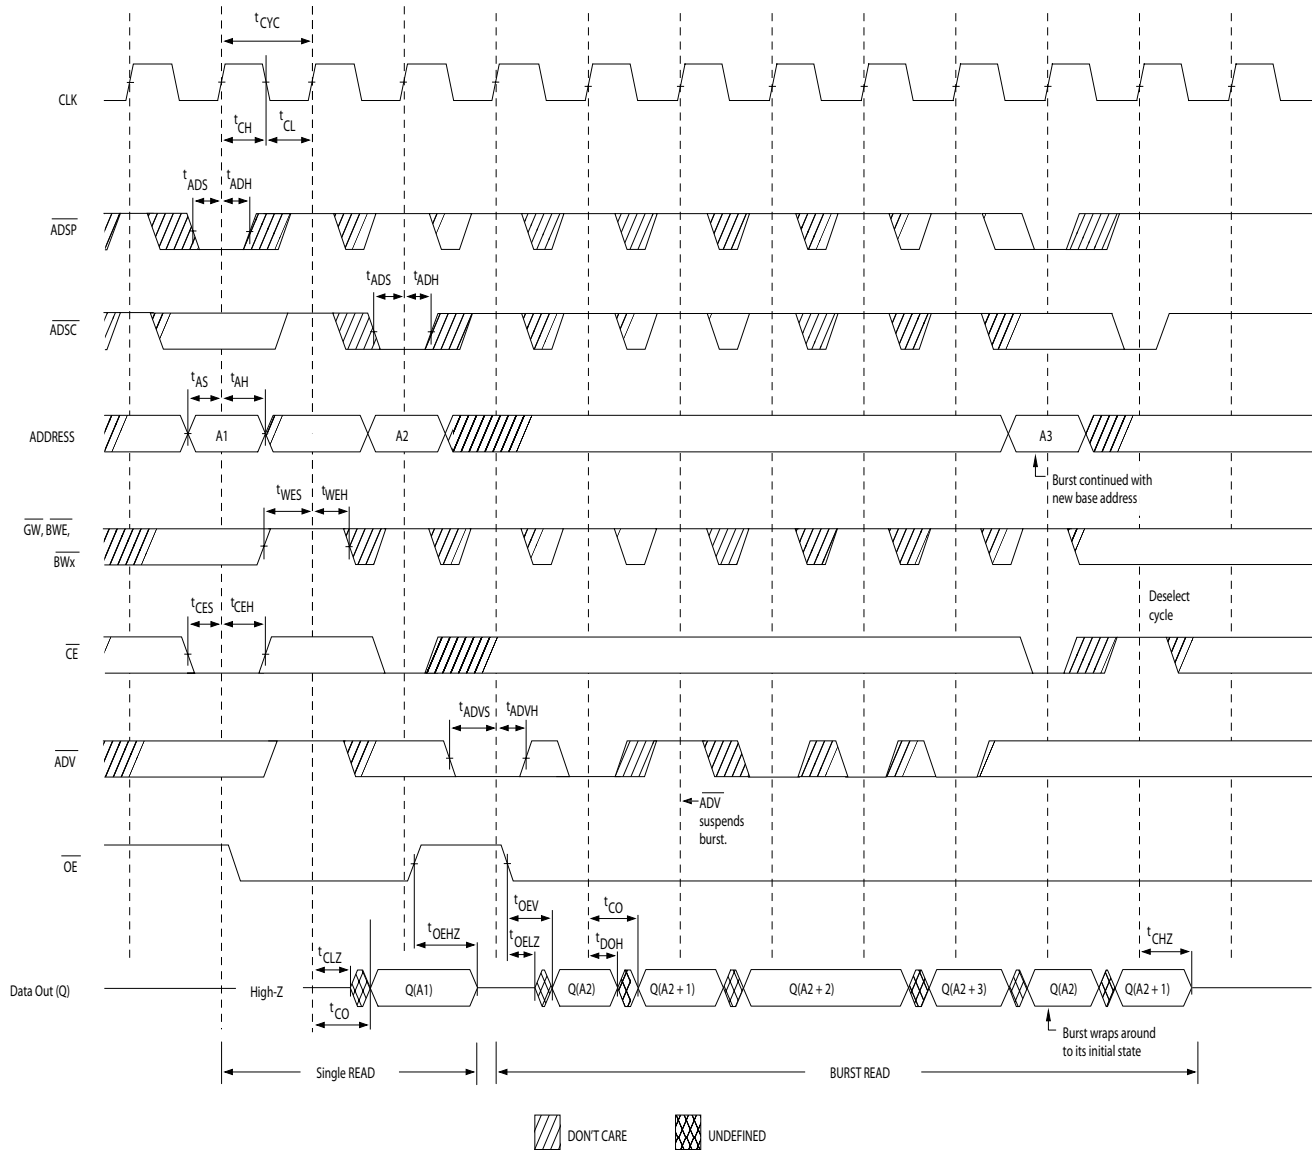 tCYC
CLK
tCH
tCL
tADS
tADH
ADSP
tADS
tADH
ADSC
tAS
tAH
ADDRESS
A1
A2
A3
Burst continued with
new base address
tWES
tWEH
GW, BWE,
BWx
tCES
tCEH
Deselect
cycle
CE
tADVS
tADVH
ADV
ADV
suspends
burst.
OE
tOEV
tCO
tOEHZ
tOELZ
tDOH
tCHZ
tCLZ
Data Out (Q)
High-Z
Q(A1)
Q(A2)
Q(A2 + 1)
Q(A2 + 2)
Q(A2 + 3)
Q(A2)
Q(A2 + 1)
tCO
Burst wraps around
to its initial state
Single READ
BURST READ
DON'T CARE
UNDEFINED